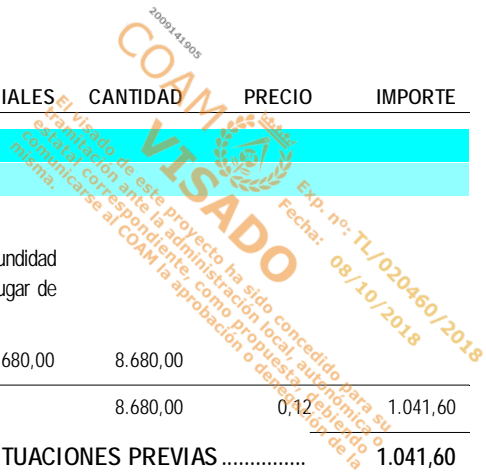 2009141905
COAM
VISADO
Exp. nº: TL/020460/2018
Fecha: 08/10/2018
El visado de este proyecto ha sido concedido para su
tramitación ante la administración local, autonómica o
estatal correspondiente, como propuesta, debiendo
comunicarse al COAM la aprobación o denegación de la
misma.
IALES CANTIDAD PRECIO IMPORTE
undidad
ugar de
680,00 8.680,00
8.680,00 0,12 1.041,60
TUACIONES PREVIAS ............... 1.041,60